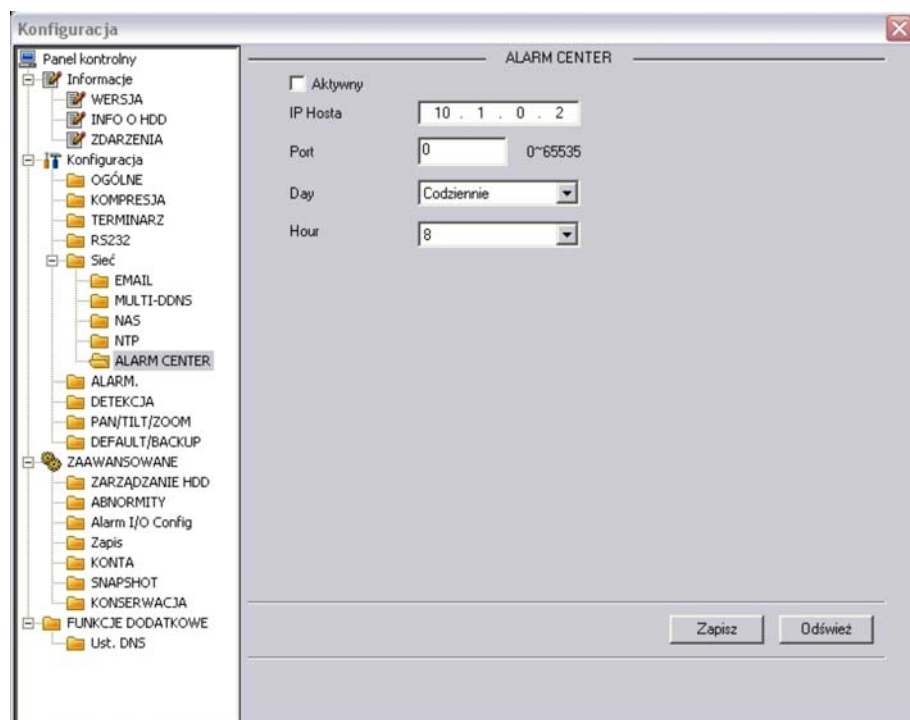 Konfiguracja
Panel kontrolny
Informacje
WERSJA
INFO O HDD
ZDARZENIA
Konfiguracja
OGÓLNE
KOMPRESJA
TERMINARZ
RS232
Sieć
EMAIL
MULTI-DDNS
NAS
NTP
ALARM CENTER
ALARM.
DETEKCJA
PAN/TILT/ZOOM
DEFAULT/BACKUP
ZAAWANSOWANE
ZARZĄDZANIE HDD
ABNORMITY
Alarm I/O Config
Zapis
KONTA
SNAPSHOT
KONSERWACJA
FUNKCJE DODATKOWE
Ust. DNS
ALARM CENTER
Aktywny
IP Hosta 10 . 1 . 0 . 2
Port 0 0~65535
Day Codziennie
Hour 8
Zapisz Odśwież